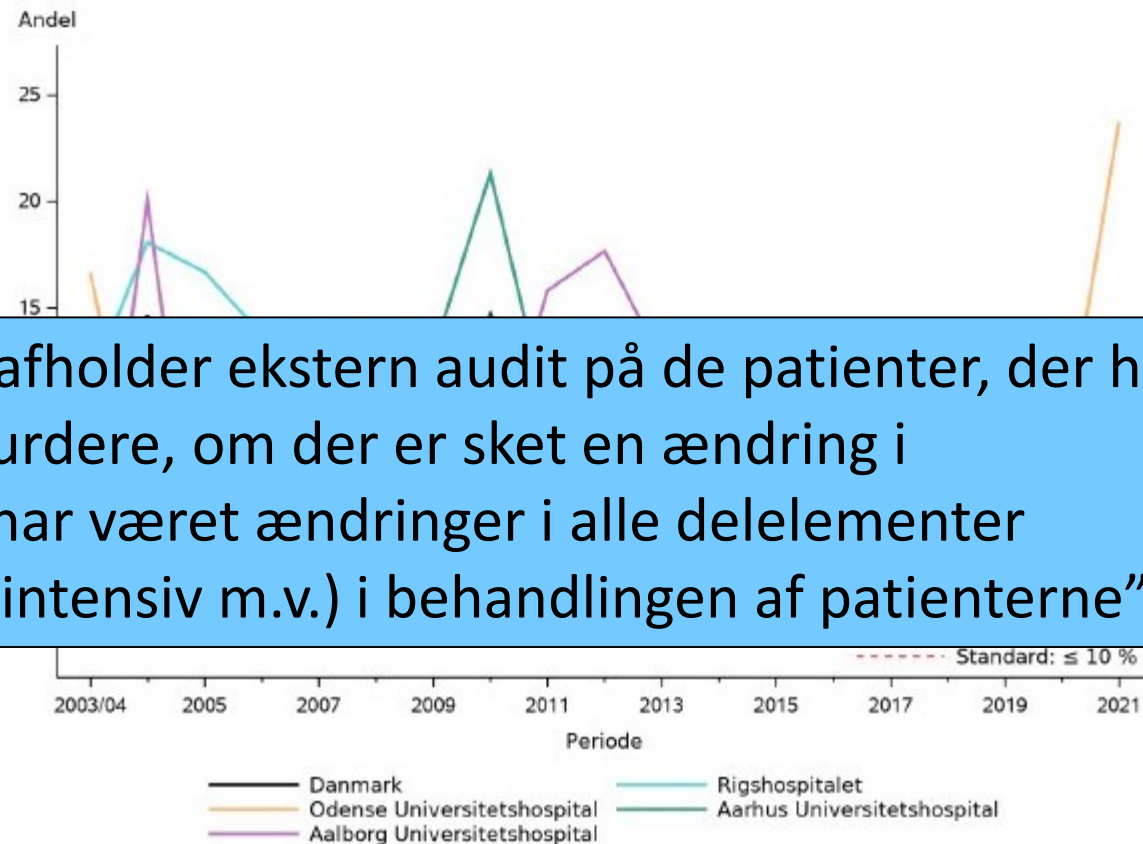 Andel
25
20
15
afholder ekstern audit på de patienter, der h
urdere, om der er sket en ændring i
har været ændringer i alle delelementer
intensiv m.v.) i behandlingen af patienterne”
Standard: ≤ 10 %
2003/04 2005 2007 2009 2011 2013 2015 2017 2019 2021
Periode
Danmark Rigshospitalet
Odense Universitetshospital Aarhus Universitetshospital
Aalborg Universitetshospital